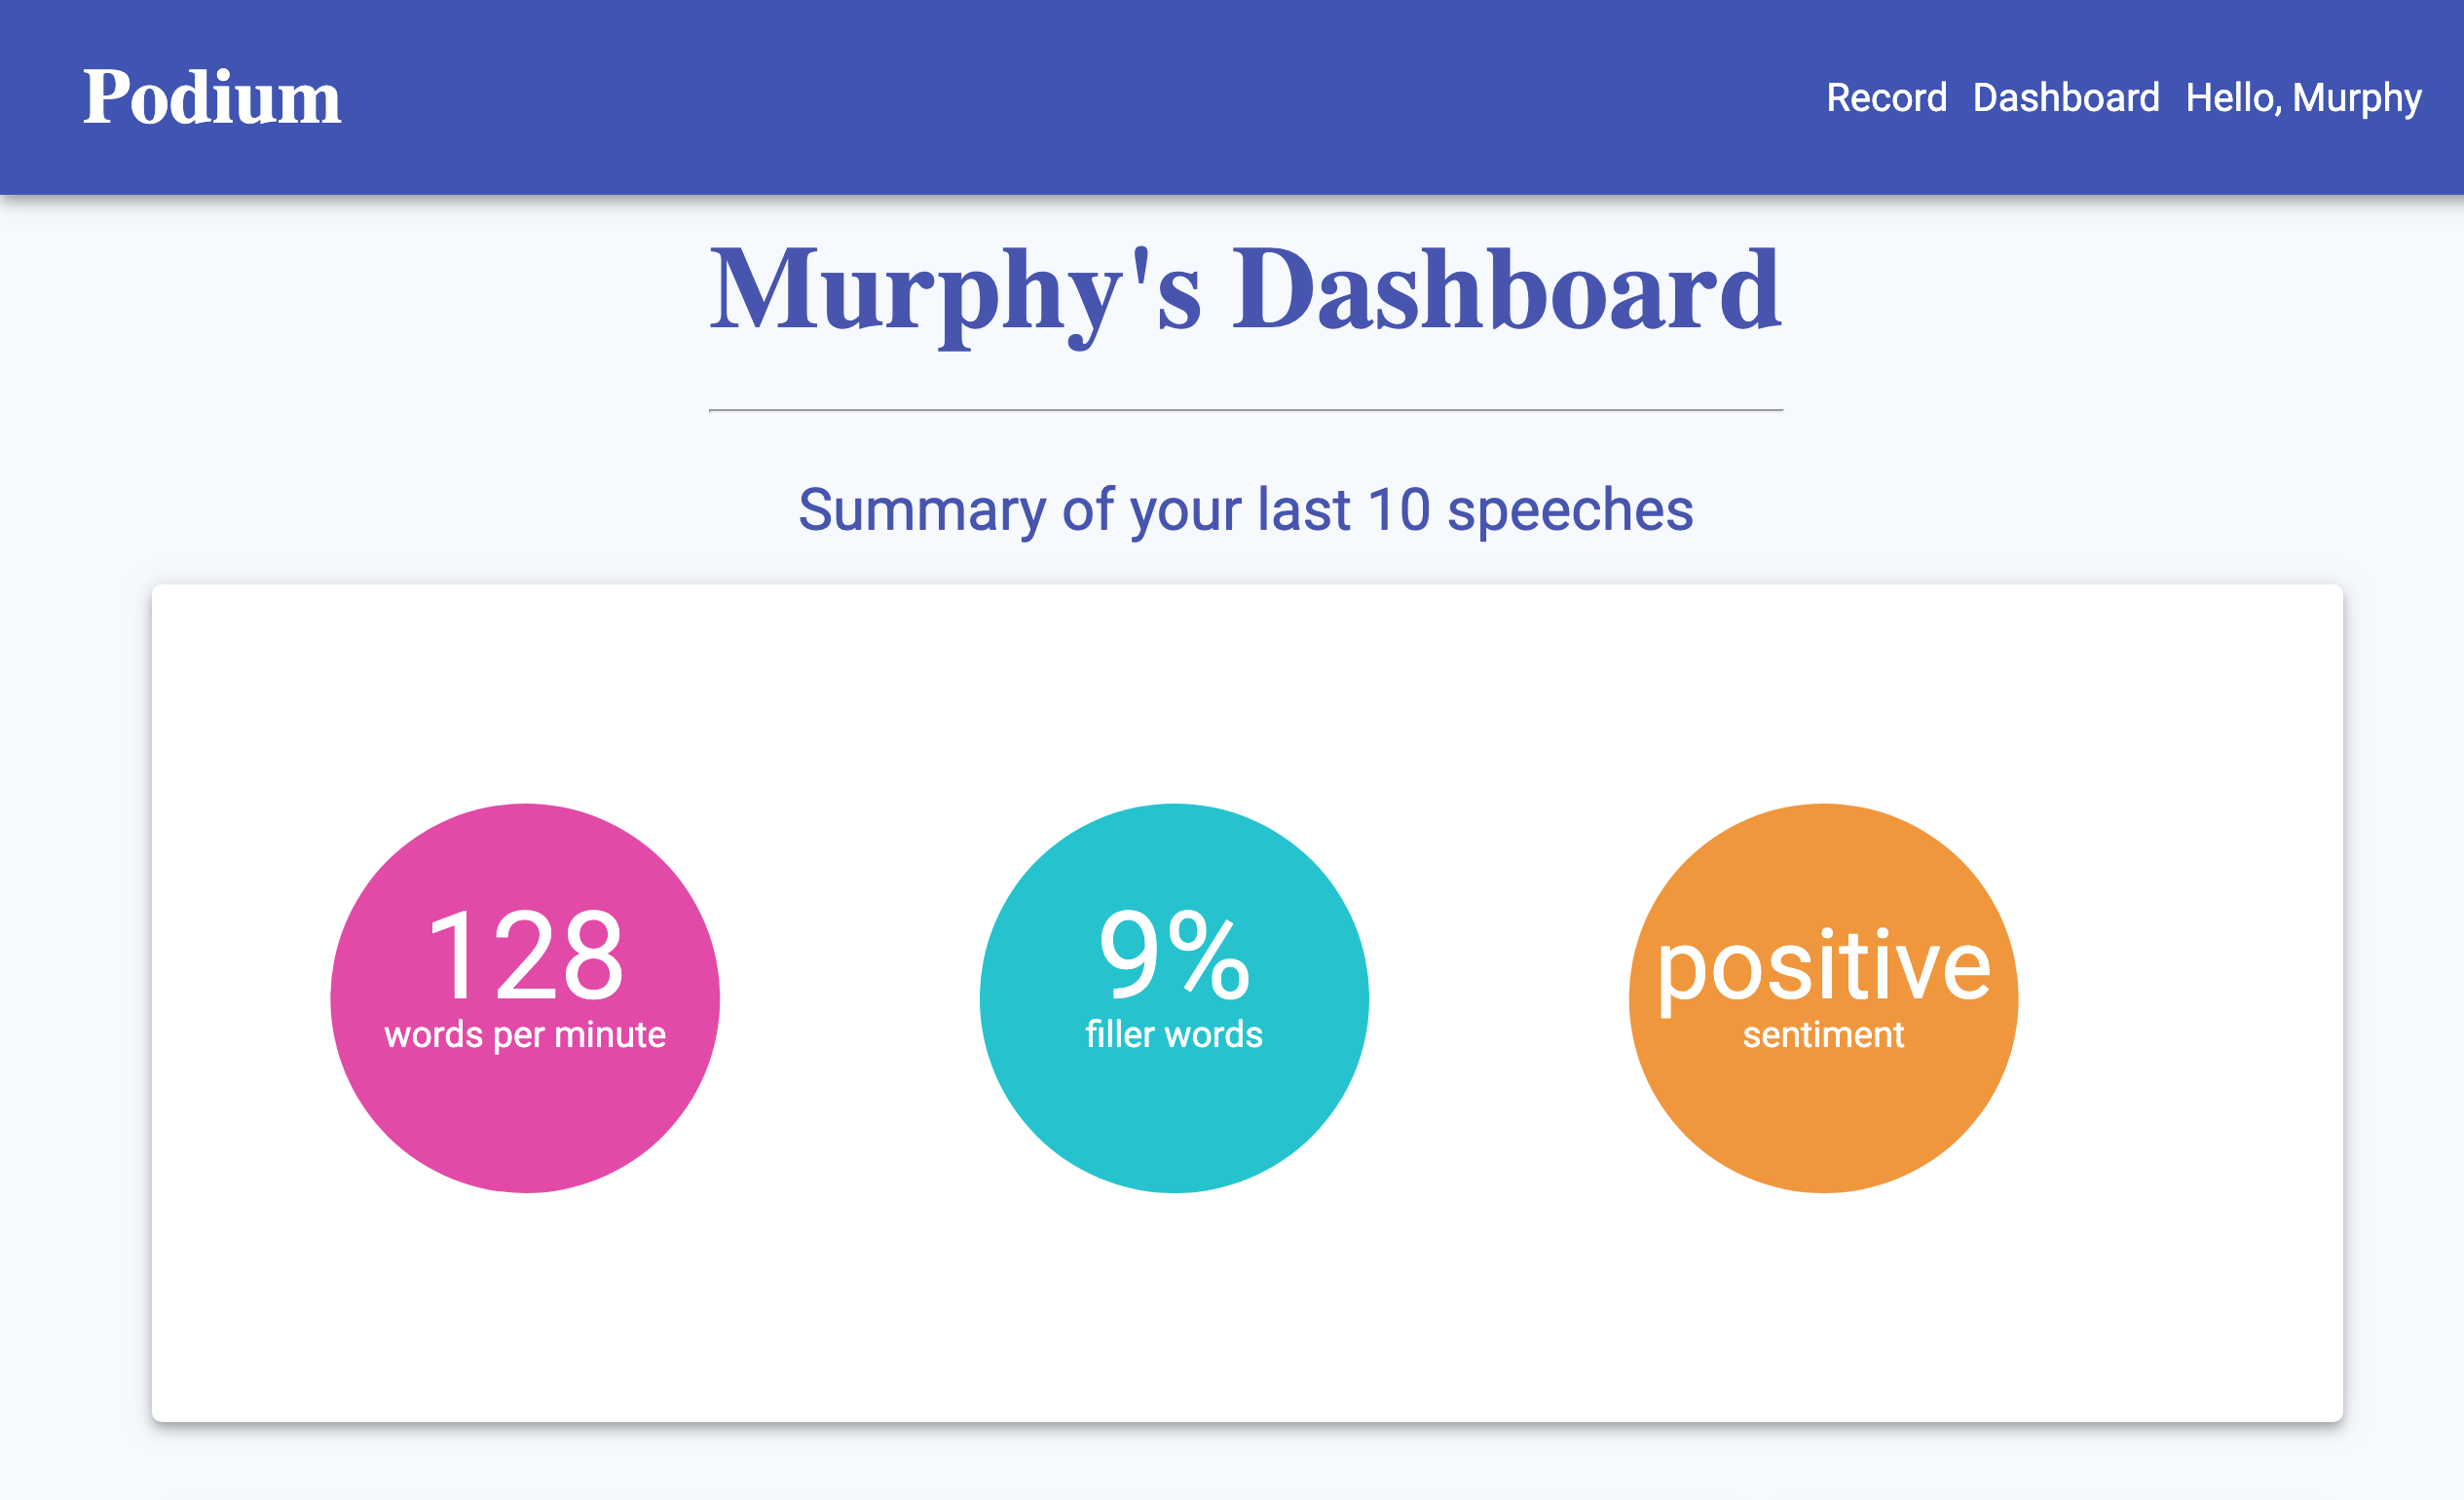 Podium
Record Dashboard Hello, Murphy
Murphy's Dashboard
Summary of your last 10 speeches
128
words per minute
9%
filler words
positive
sentiment